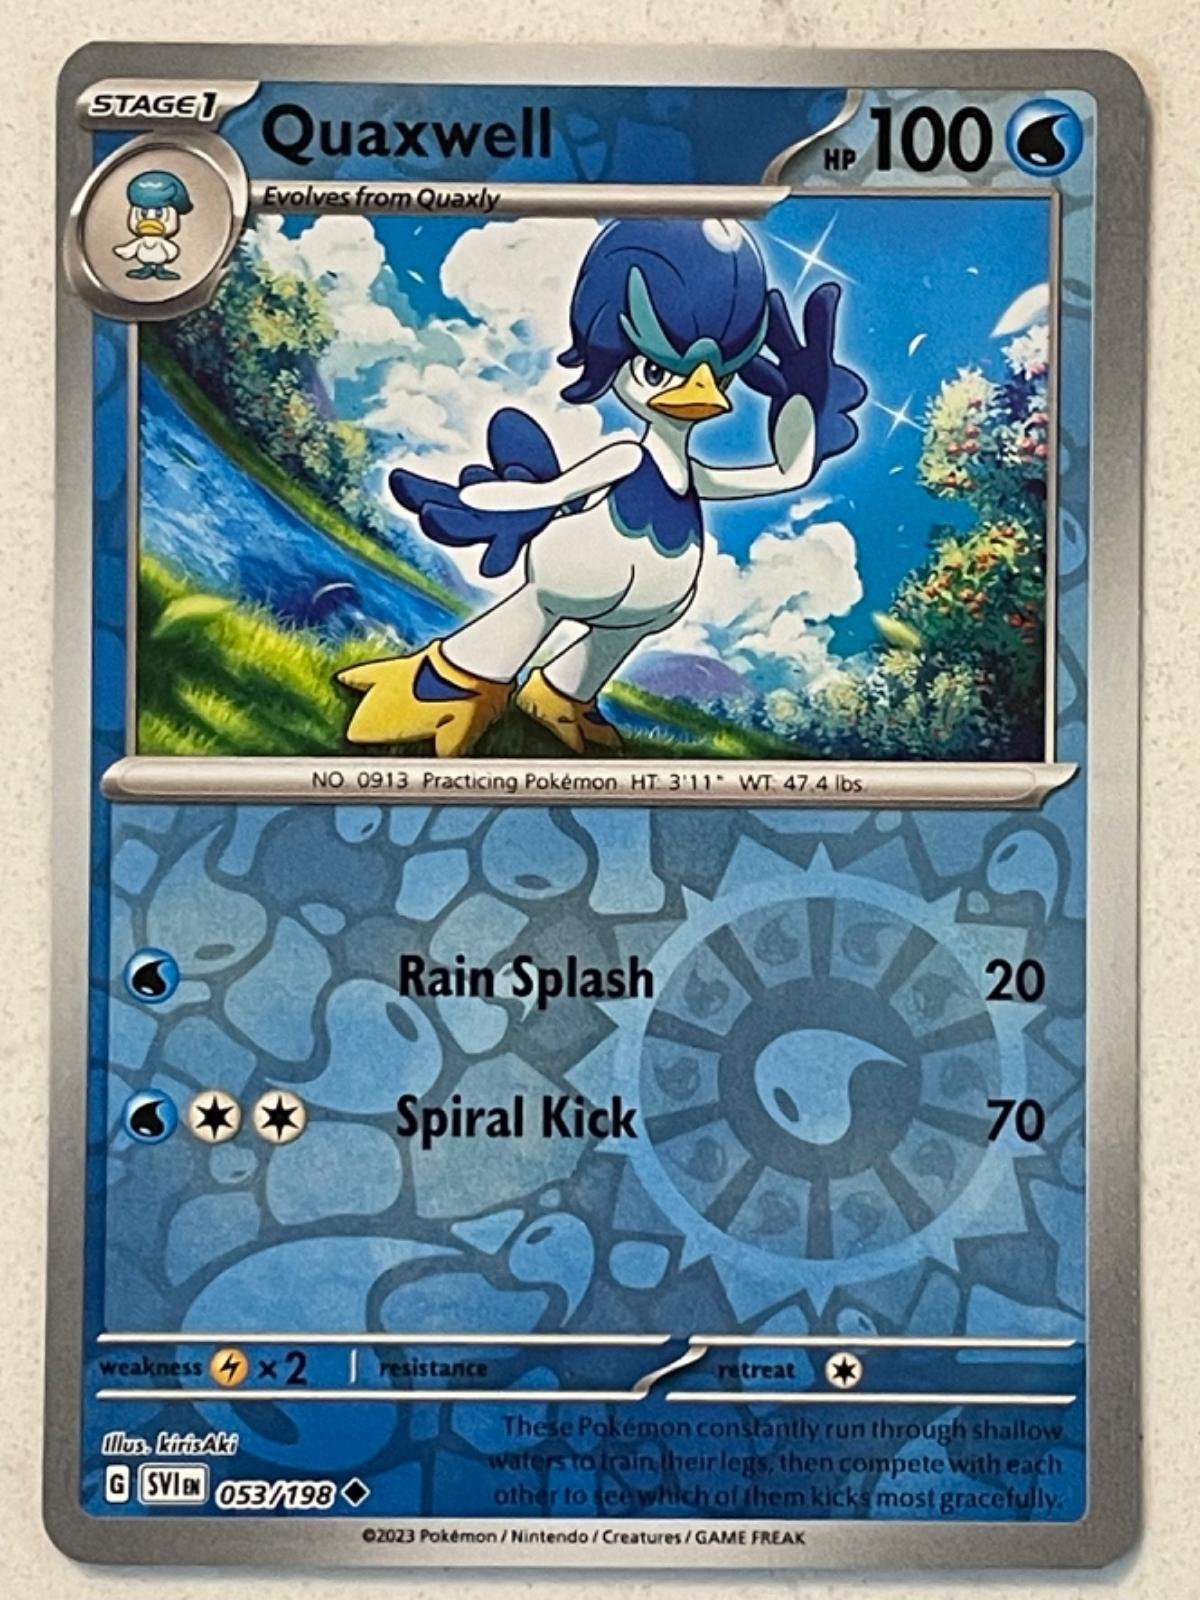 STAGE 1
Quaxwell
HP 100
Evolves from Quaxly
NO 0913 Practicing Pokémon HT: 3'11" WT: 47.4 lbs
Rain Splash 20
Spiral Kick 70
weakness ×2 resistance retreat
Illus. kirisAki
These Pokémon constantly run through shallow
waters to train their legs, then compete with each
other to see which of them kicks most gracefully.
G SVI EN 053/198
©2023 Pokémon / Nintendo / Creatures / GAME FREAK